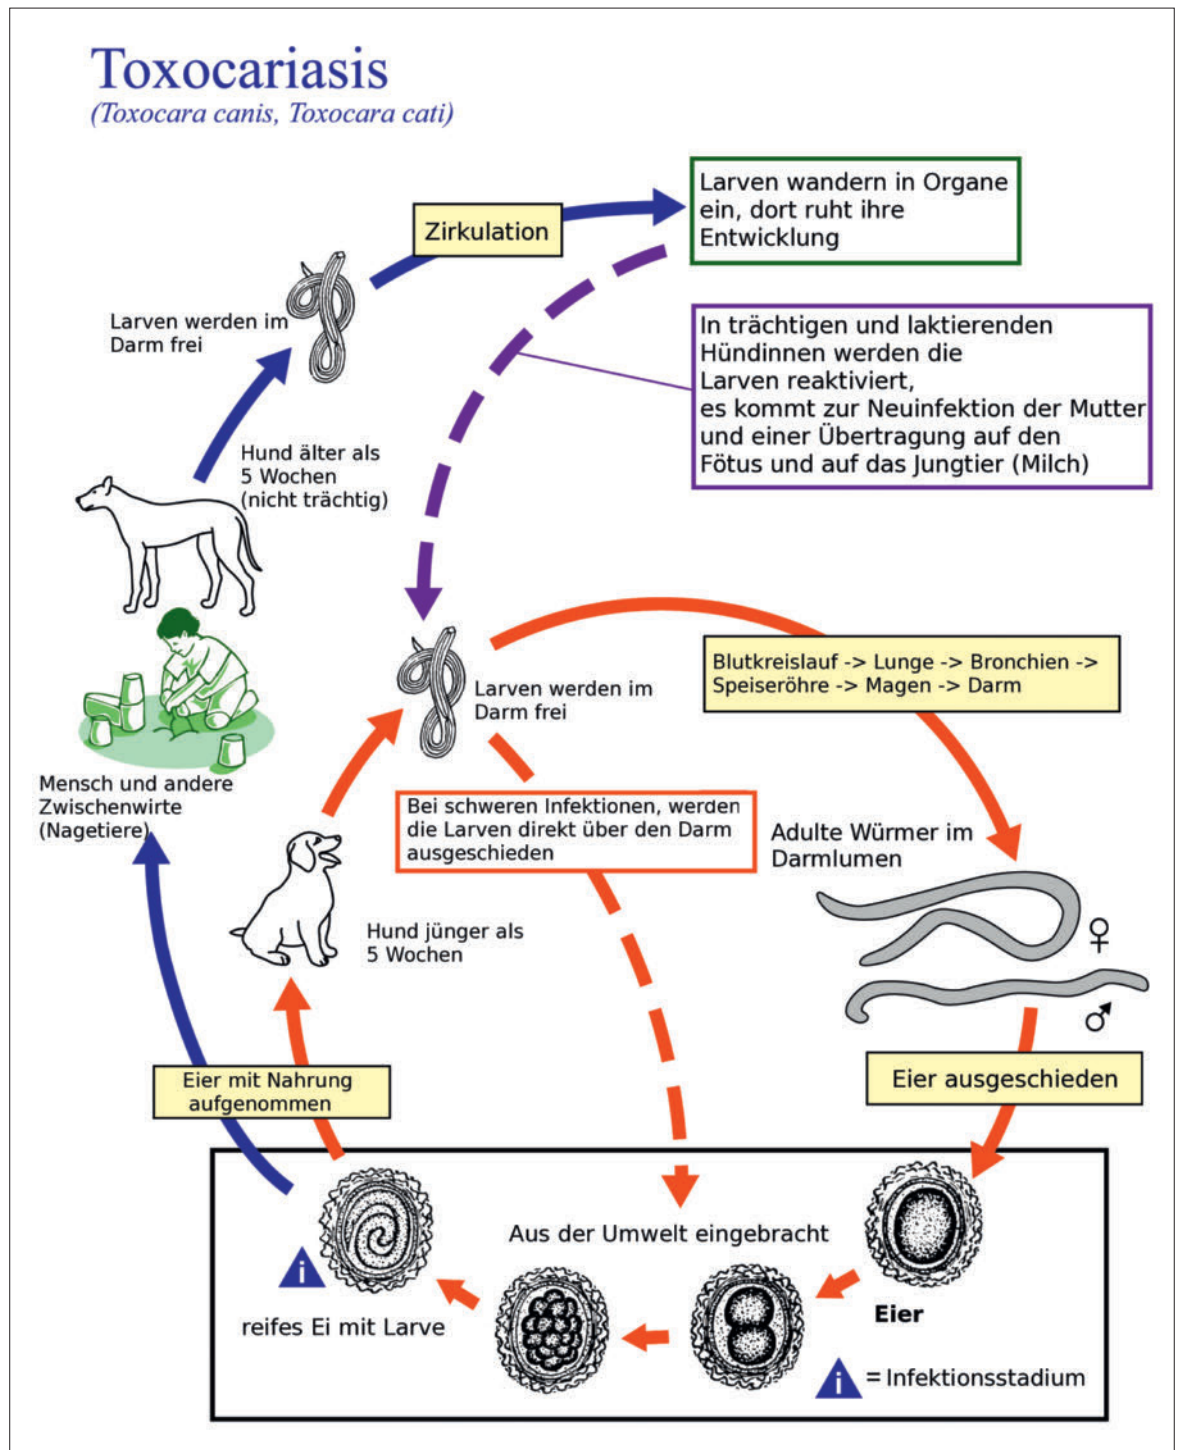 Toxocariasis
(Toxocara canis, Toxocara cati)
Larven wandern in Organe
ein, dort ruht ihre
Entwicklung
Zirkulation
Larven werden im
Darm frei
In trächtigen und laktierenden
Hündinnen werden die
Larven reaktiviert,
es kommt zur Neuinfektion der Mutter
und einer Übertragung auf den
Fötus und auf das Jungtier (Milch)
Hund älter als
5 Wochen
(nicht trächtig)
Blutkreislauf -> Lunge -> Bronchien ->
Speiseröhre -> Magen -> Darm
Larven werden im
Darm frei
Mensch und andere
Zwischenwirte
(Nagetiere)
Bei schweren Infektionen, werden
die Larven direkt über den Darm
ausgeschieden
Adulte Würmer im
Darmlumen
♀
♂
Hund jünger als
5 Wochen
Eier mit Nahrung
aufgenommen
Eier ausgeschieden
Aus der Umwelt eingebracht
i
reifes Ei mit Larve
Eier
i = Infektionsstadium